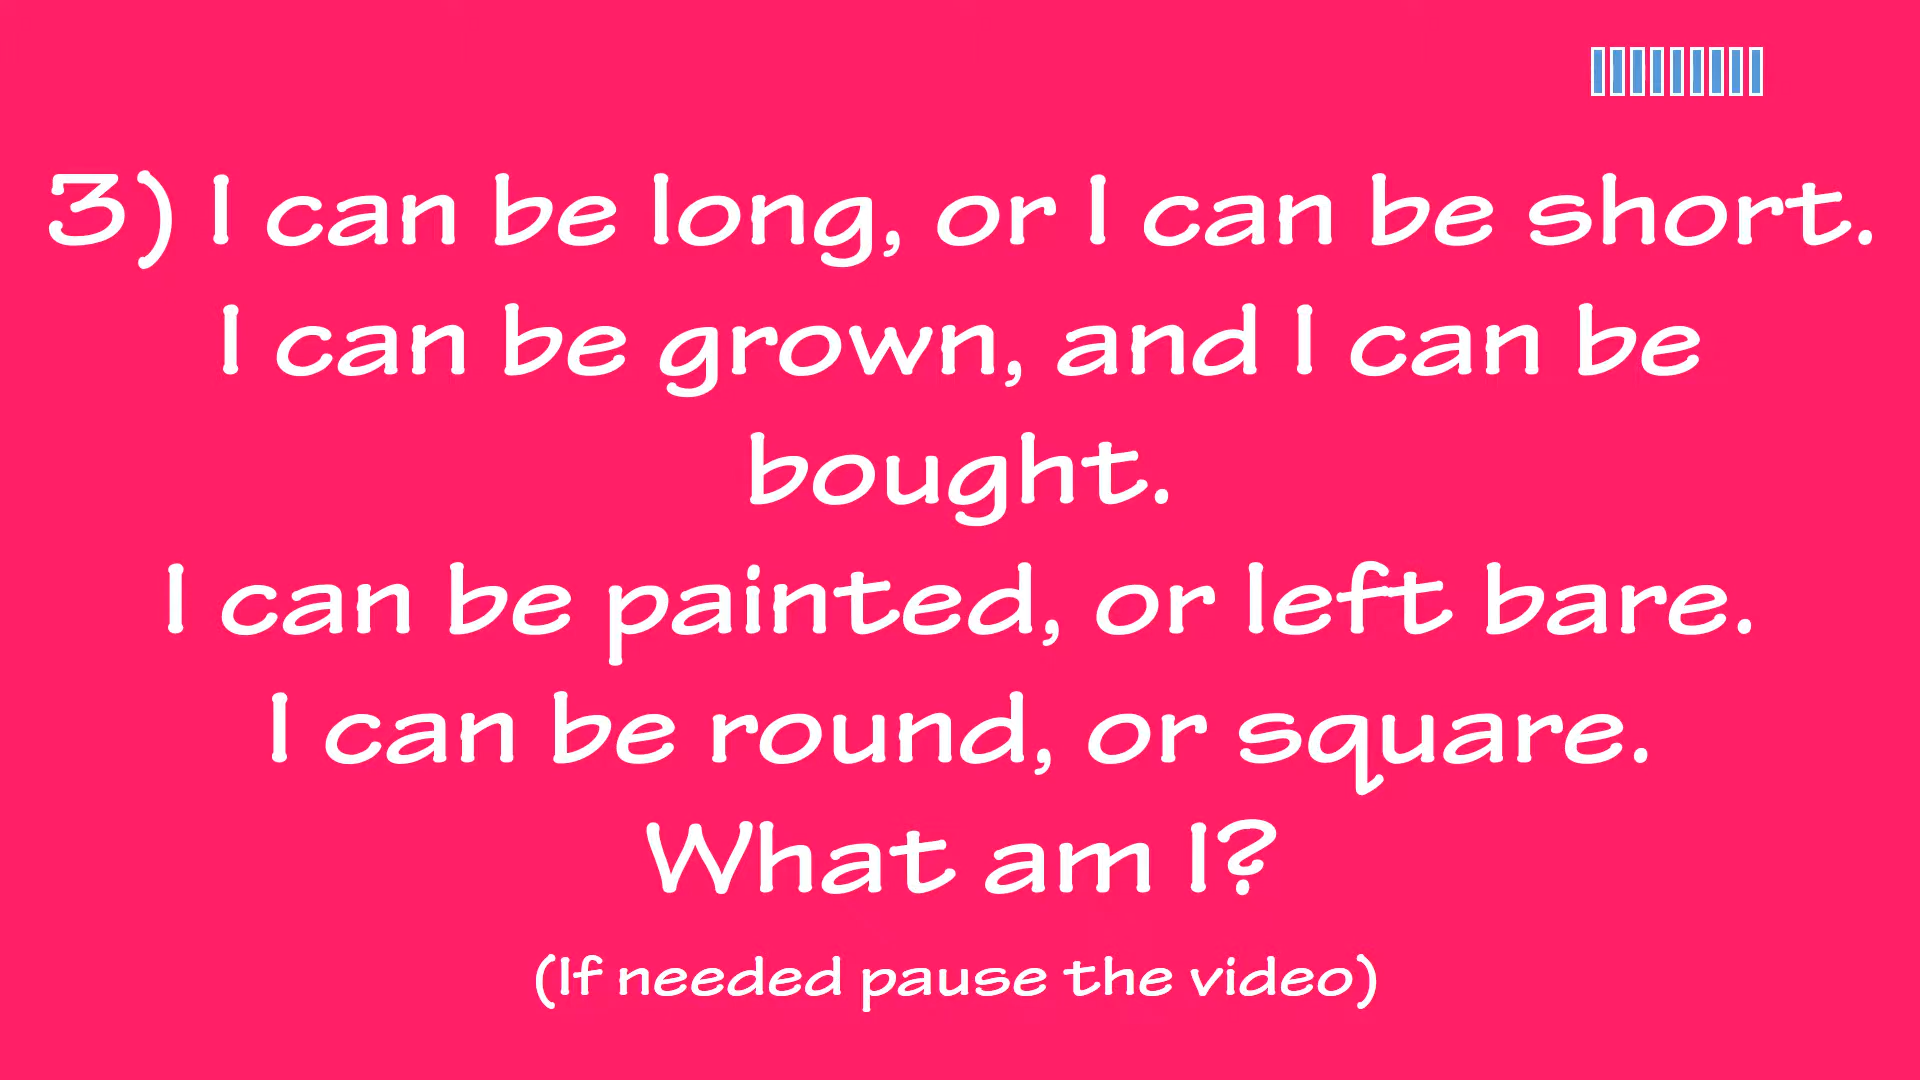 3) I can be long, or I can be short.
I can be grown, and I can be
bought.
I can be painted, or left bare.
I can be round, or square.
What am I?
(If needed pause the video)